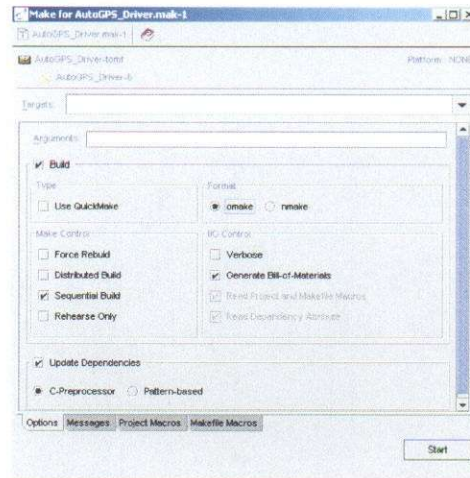 Make for AutoGPS_Driver.mak-1
AutoGPS_Driver.mak-1
AutoGPS_Driver-tomt
Platform: NONE
AutoGPS_Driver-b
Targets:
Arguments:
Build
Type
Format
Use QuickMake
omake
nmake
Make Control
I/O Control
Force Rebuild
Verbose
Distributed Build
Generate Bill-of-Materials
Sequential Build
Read Project and Makefile Macros
Rehearse Only
Read Dependency Attribute
Update Dependencies
C-Preprocessor
Pattern-based
Options Messages Project Macros Makefile Macros
Start